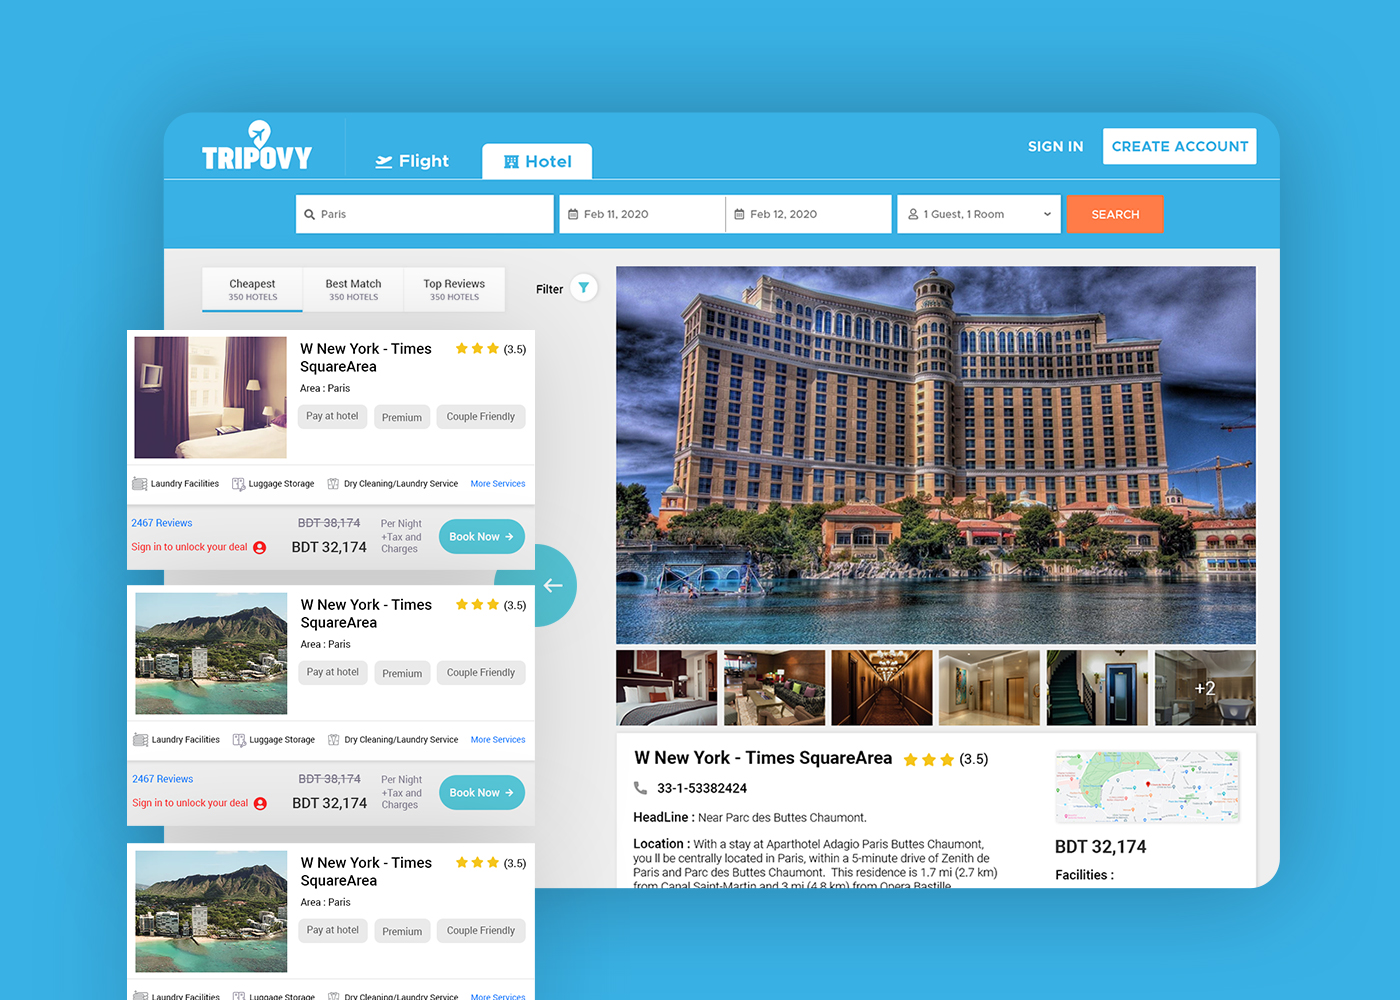 TRIPOVY
Flight
Hotel
SIGN IN
CREATE ACCOUNT
Paris
Feb 11, 2020
Feb 12, 2020
1 Guest, 1 Room
SEARCH
Cheapest
350 HOTELS
Best Match
350 HOTELS
Top Reviews
350 HOTELS
Filter
W New York - Times
SquareArea
(3.5)
Area : Paris
Pay at hotel
Premium
Couple Friendly
Laundry Facilities
Luggage Storage
Dry Cleaning/Laundry Service
More Services
2467 Reviews
Sign in to unlock your deal
BDT 38,174
BDT 32,174
Per Night
+Tax and
Charges
Book Now
W New York - Times
SquareArea
(3.5)
Area : Paris
Pay at hotel
Premium
Couple Friendly
Laundry Facilities
Luggage Storage
Dry Cleaning/Laundry Service
More Services
2467 Reviews
Sign in to unlock your deal
BDT 38,174
BDT 32,174
Per Night
+Tax and
Charges
Book Now
W New York - Times
SquareArea
(3.5)
Area : Paris
Pay at hotel
Premium
Couple Friendly
Laundry Facilities
Luggage Storage
Dry Cleaning/Laundry Service
More Services
+2
W New York - Times SquareArea
(3.5)
33-1-53382424
HeadLine : Near Parc des Buttes Chaumont.
Location : With a stay at Aparthotel Adagio Paris Buttes Chaumont,
you ll be centrally located in Paris, within a 5-minute drive of Zenith de
Paris and Parc des Buttes Chaumont. This residence is 1.7 mi (2.7 km)
from Canal Saint-Martin and 3 mi (4.8 km) from Opera Bastille.
BDT 32,174
Facilities :